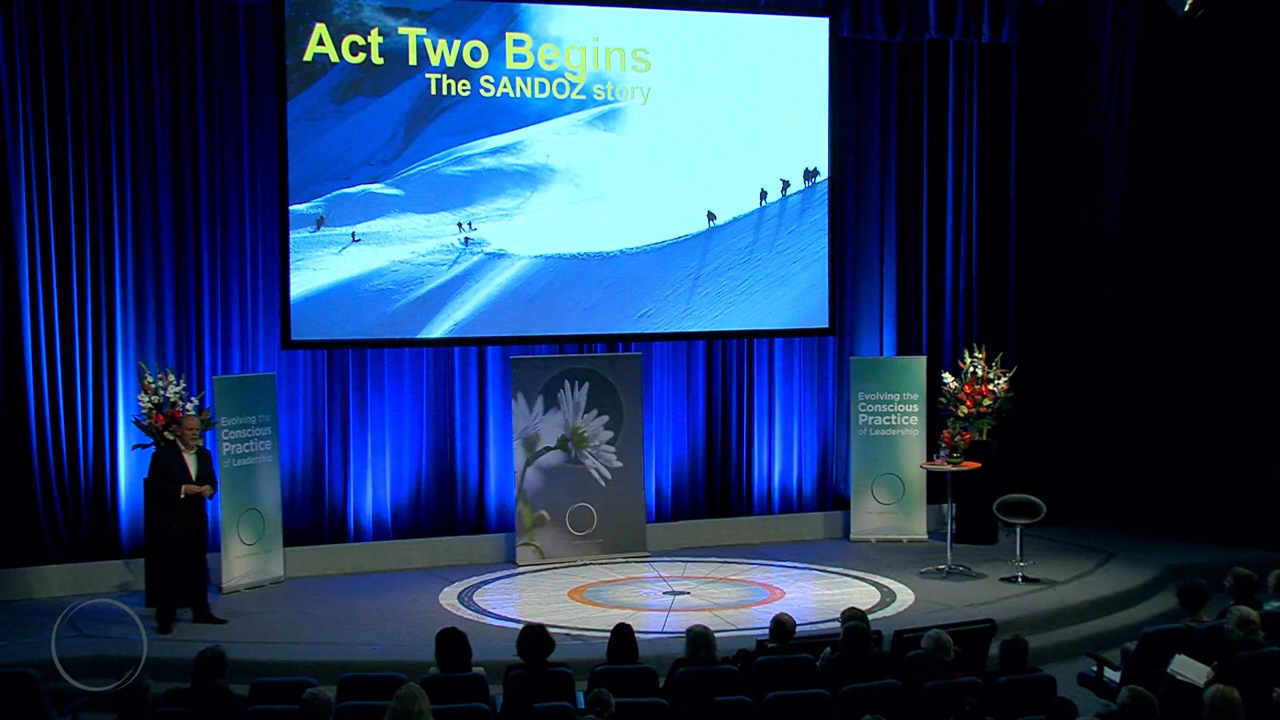 Act Two Begins
The SANDOZ story
Evolving the
Conscious
Practice
of Leadership
Evolving the
Conscious
Practice
of Leadership